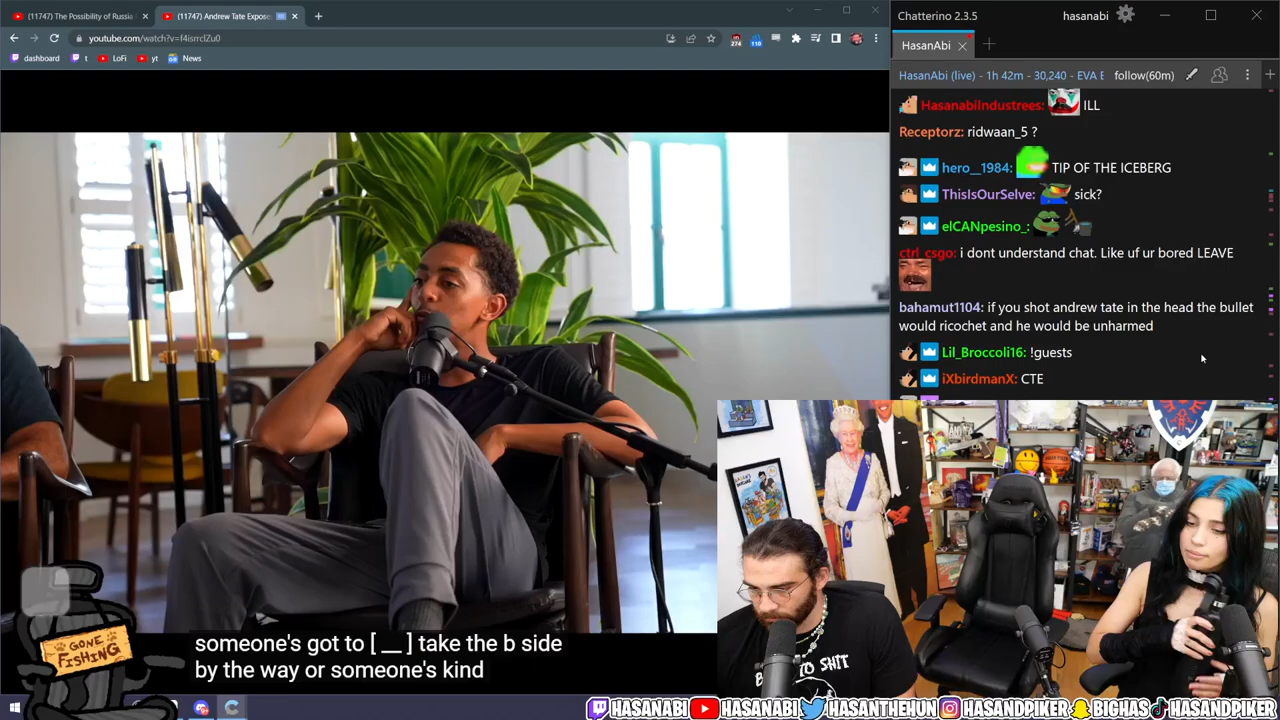 (11747) The Possibility of Russia
(11747) Andrew Tate Expose
youtube.com/watch?v=f4isrrclZu0
274
110
dashboard
t
LoFi
yt
News
Chatterino 2.3.5
hasanabi
HasanAbi
HasanAbi (live) - 1h 42m - 30,240 - EVA E
follow(60m)
HasanabiIndustrees: ILL
Receptorz: ridwaan_5 ?
hero__1984: TIP OF THE ICEBERG
ThisIsOurSelve: sick?
elCANpesino_:
ctrl_csgo: i dont understand chat. Like uf ur bored LEAVE
bahamut1104: if you shot andrew tate in the head the bullet
would ricochet and he would be unharmed
Lil_Broccoli16: !guests
iXbirdmanX: CTE
GONE
FISHING
someone's got to [ __ ] take the b side
by the way or someone's kind
HASANABI
HASANABI
HASANTHEHUN
HASANDPIKER
BIGHAS
HASANDPIKER